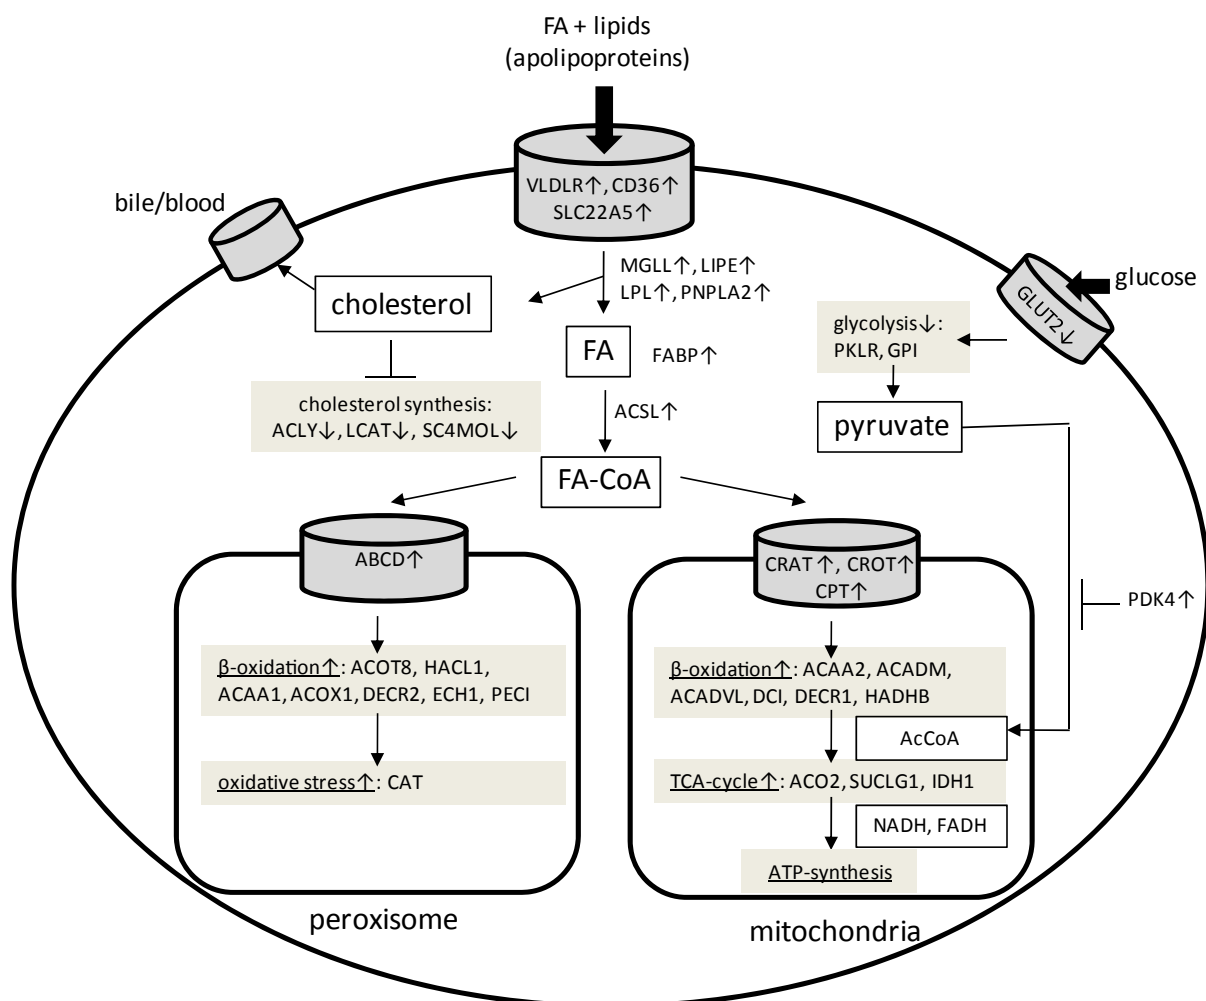 FA + lipids
(apolipoproteins)
VLDLR↑, CD36↑
SLC22A5↑
bile/blood
MGLL↑, LIPE↑
LPL↑, PNPLA2↑
cholesterol
glucose
GLUT2↓
glycolysis↓:
PKLR, GPI
FA
FABP↑
cholesterol synthesis:
ACLY↓, LCAT↓, SC4MOL↓
ACSL↑
pyruvate
FA-CoA
ABCD↑
CRAT↑, CROT↑
CPT↑
PDK4↑
β-oxidation↑: ACOT8, HACL1,
ACAA1, ACOX1, DECR2, ECH1, PECI
oxidative stress↑: CAT
peroxisome
β-oxidation↑: ACAA2, ACADM,
ACADVL, DCI, DECR1, HADHB
AcCoA
TCA-cycle↑: ACO2, SUCLG1, IDH1
NADH, FADH
ATP-synthesis
mitochondria